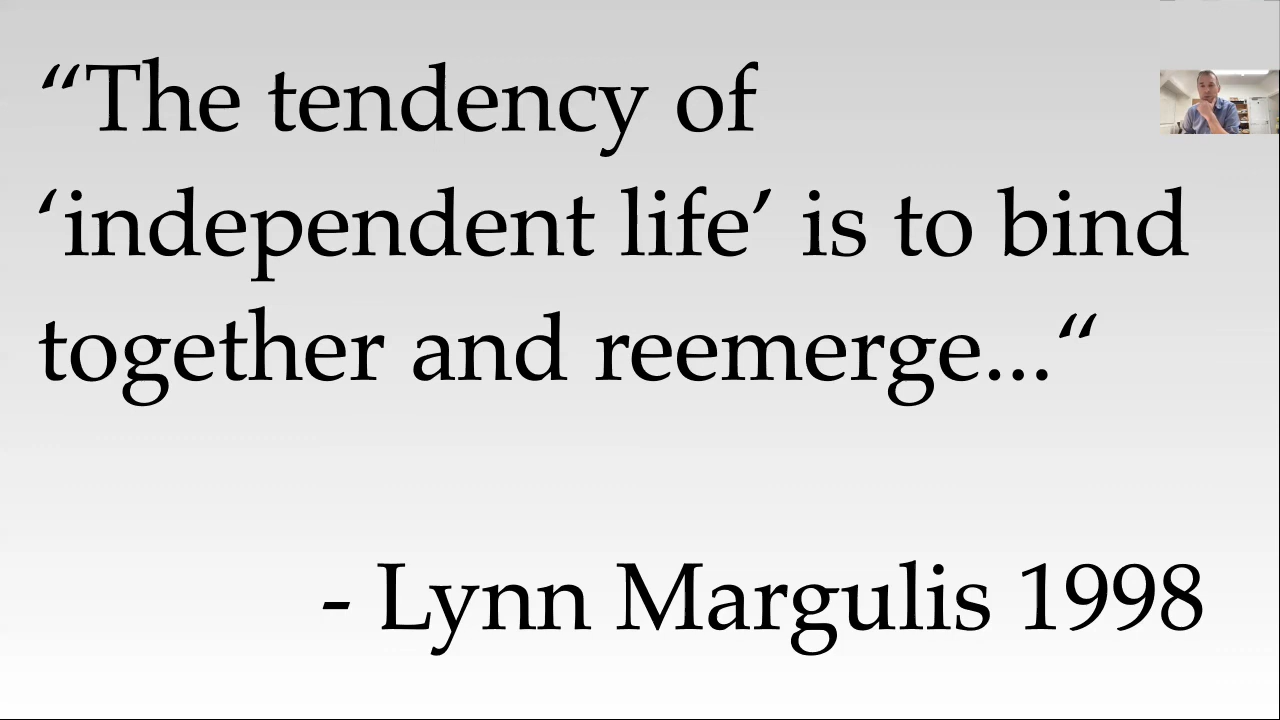 “The tendency of
‘independent life’ is to bind
together and reemerge...“
- Lynn Margulis 1998